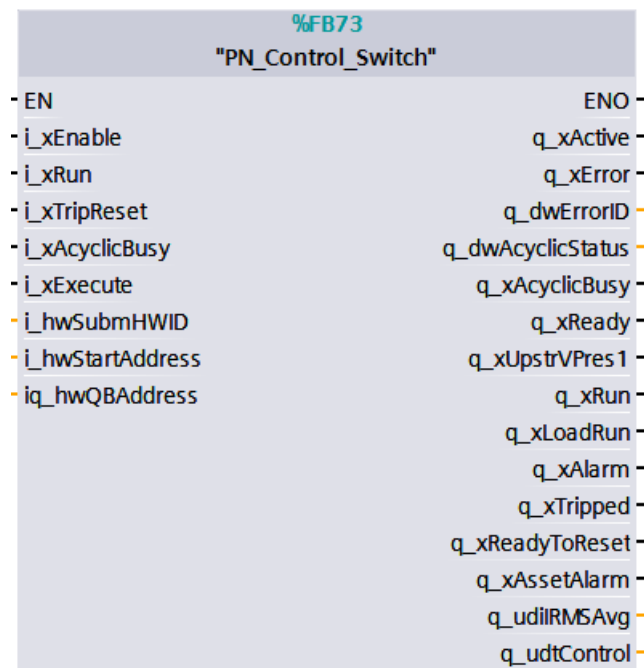 %FB73
"PN_Control_Switch"
EN ENO
i_xEnable q_xActive
i_xRun q_xError
i_xTripReset q_dwErrorID
i_xAcyclicBusy q_dwAcyclicStatus
i_xExecute q_xAcyclicBusy
i_hwSubmHWID q_xReady
i_hwStartAddress q_xUpstrVPres1
iq_hwQBAddress q_xRun
q_xLoadRun
q_xAlarm
q_xTripped
q_xReadyToReset
q_xAssetAlarm
q_udiIRMSAvg
q_udtControl